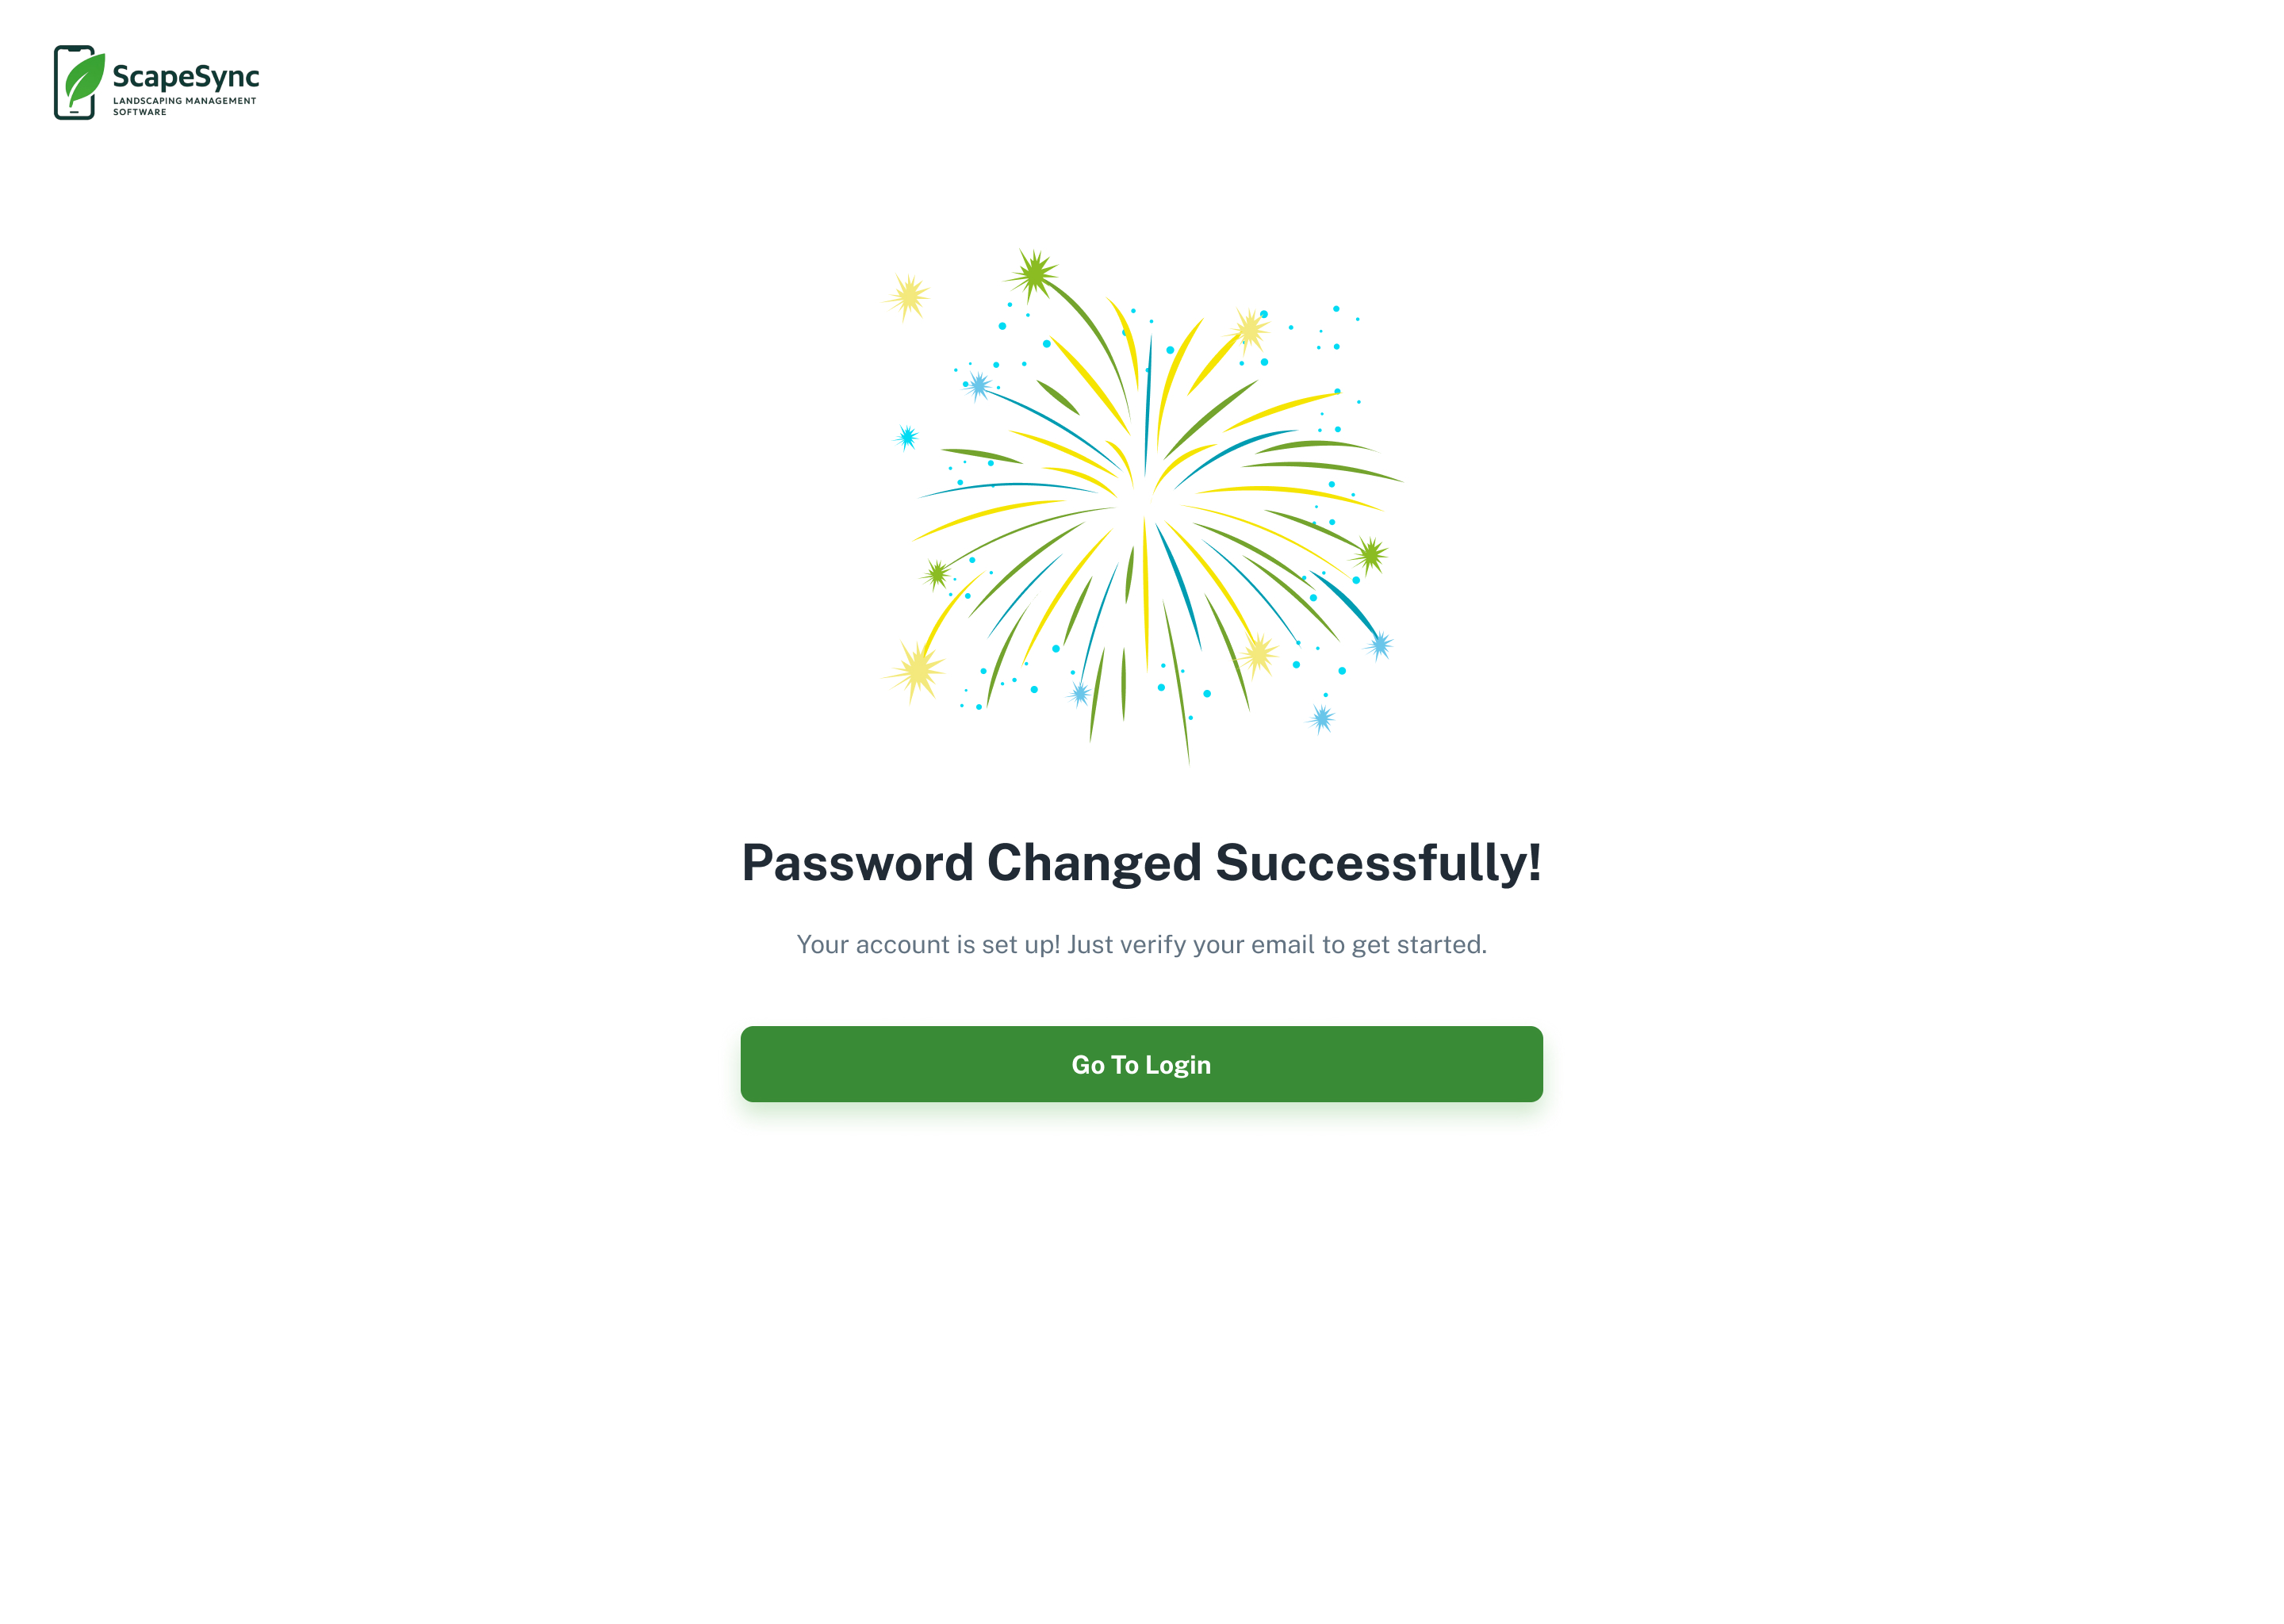 ScapeSync
LANDSCAPING MANAGEMENT
SOFTWARE
Password Changed Successfully!
Your account is set up! Just verify your email to get started.
Go To Login